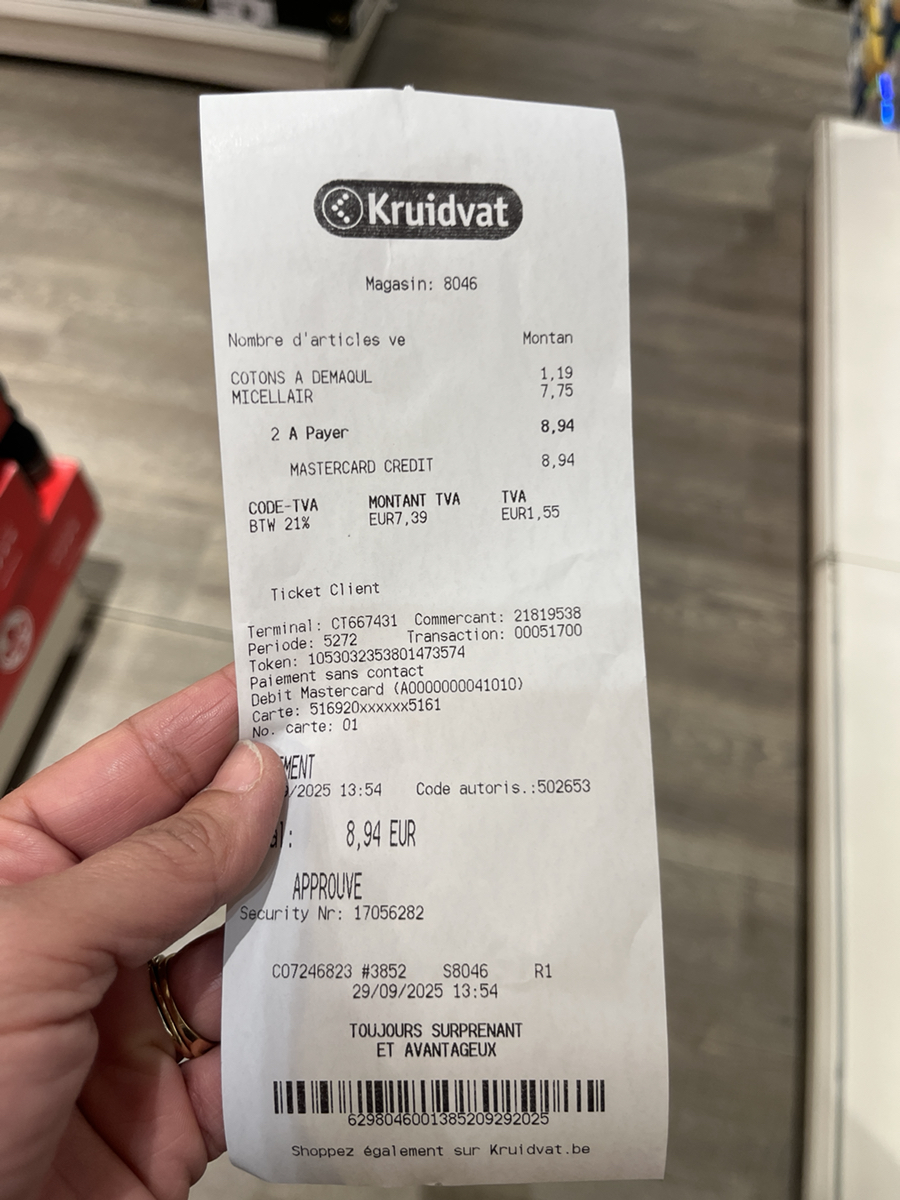 Kruidvat
Magasin: 8046
Nombre d'articles ve Montan
COTONS A DEMAQUL 1,19
MICELLAIR 7,75
2 A Payer 8,94
MASTERCARD CREDIT 8,94
CODE-TVA MONTANT TVA TVA
BTW 21% EUR7,39 EUR1,55
Ticket Client
Terminal: CT667431 Commercant: 21819538
Periode: 5272 Transaction: 00051700
Token: 1053032353801473574
Paiement sans contact
Debit Mastercard (A0000000041010)
Carte: 516920xxxxxx5161
No. carte: 01
EMENT
/2025 13:54 Code autoris.:502653
al: 8,94 EUR
APPROUVE
Security Nr: 17056282
C07246823 #3852 S8046 R1
29/09/2025 13:54
TOUJOURS SURPRENANT
ET AVANTAGEUX
6298046001385209292025
Shoppez également sur Kruidvat.be